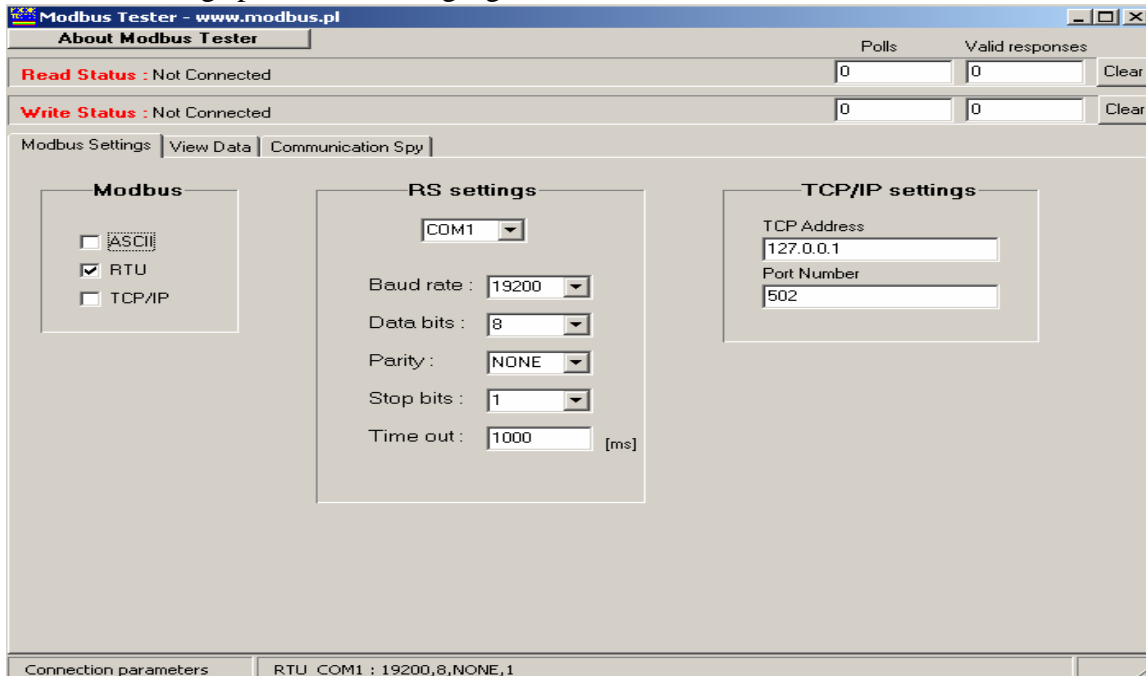 Modbus Tester - www.modbus.pl
About Modbus Tester
Polls Valid responses
Read Status : Not Connected 0 0 Clear
Write Status : Not Connected 0 0 Clear
Modbus Settings View Data Communication Spy
Modbus
ASCII
RTU
TCP/IP
RS settings
COM1
Baud rate : 19200
Data bits : 8
Parity : NONE
Stop bits : 1
Time out : 1000 [ms]
TCP/IP settings
TCP Address
127.0.0.1
Port Number
502
Connection parameters RTU COM1 : 19200,8,NONE,1